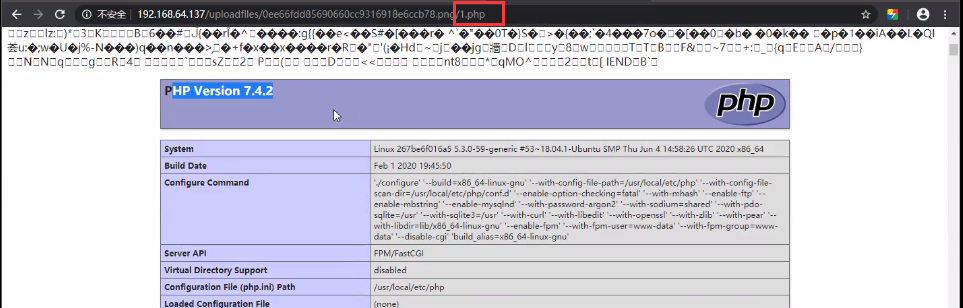 不安全 192.168.64.137/uploadfiles/0ee66fdd85690660cc9316918e6ccb78.png/1.php
IEND B`
PHP Version 7.4.2
php
System Linux 267be6f016a5 5.3.0-59-generic #53~18.04.1-Ubuntu SMP Thu Jun 4 14:58:26 UTC 2020 x86_64
Build Date Feb 1 2020 19:45:50
Configure Command './configure' '--build=x86_64-linux-gnu' '--with-config-file-path=/usr/local/etc/php' '--with-config-file-
scan-dir=/usr/local/etc/php/conf.d' '--enable-option-checking=fatal' '--with-mhash' '--enable-ftp' '--
enable-mbstring' '--enable-mysqlnd' '--with-password-argon2' '--with-sodium=shared' '--with-pdo-
sqlite=/usr' '--with-sqlite3=/usr' '--with-curl' '--with-libedit' '--with-openssl' '--with-zlib' '--with-pear' '--
with-libdir=lib/x86_64-linux-gnu' '--enable-fpm' '--with-fpm-user=www-data' '--with-fpm-group=www-
data' '--disable-cgi' 'build_alias=x86_64-linux-gnu'
Server API FPM/FastCGI
Virtual Directory Support disabled
Configuration File (php.ini) Path /usr/local/etc/php
Loaded Configuration File (none)